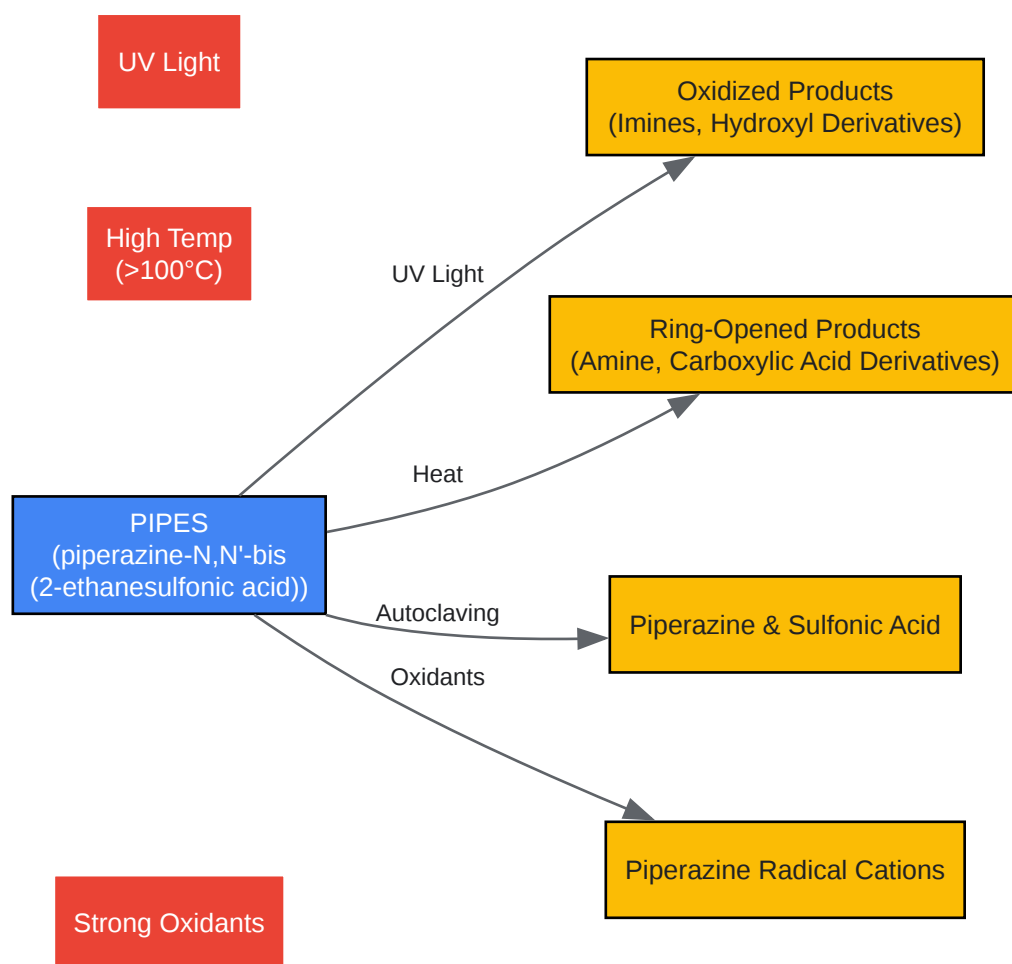 UV Light
Oxidized Products
(Imines, Hydroxyl Derivatives)
High Temp
(>100°C)
UV Light
Ring-Opened Products
(Amine, Carboxylic Acid Derivatives)
Heat
PIPES
(piperazine-N,N'-bis
(2-ethanesulfonic acid))
Autoclaving
Piperazine & Sulfonic Acid
Oxidants
Piperazine Radical Cations
Strong Oxidants